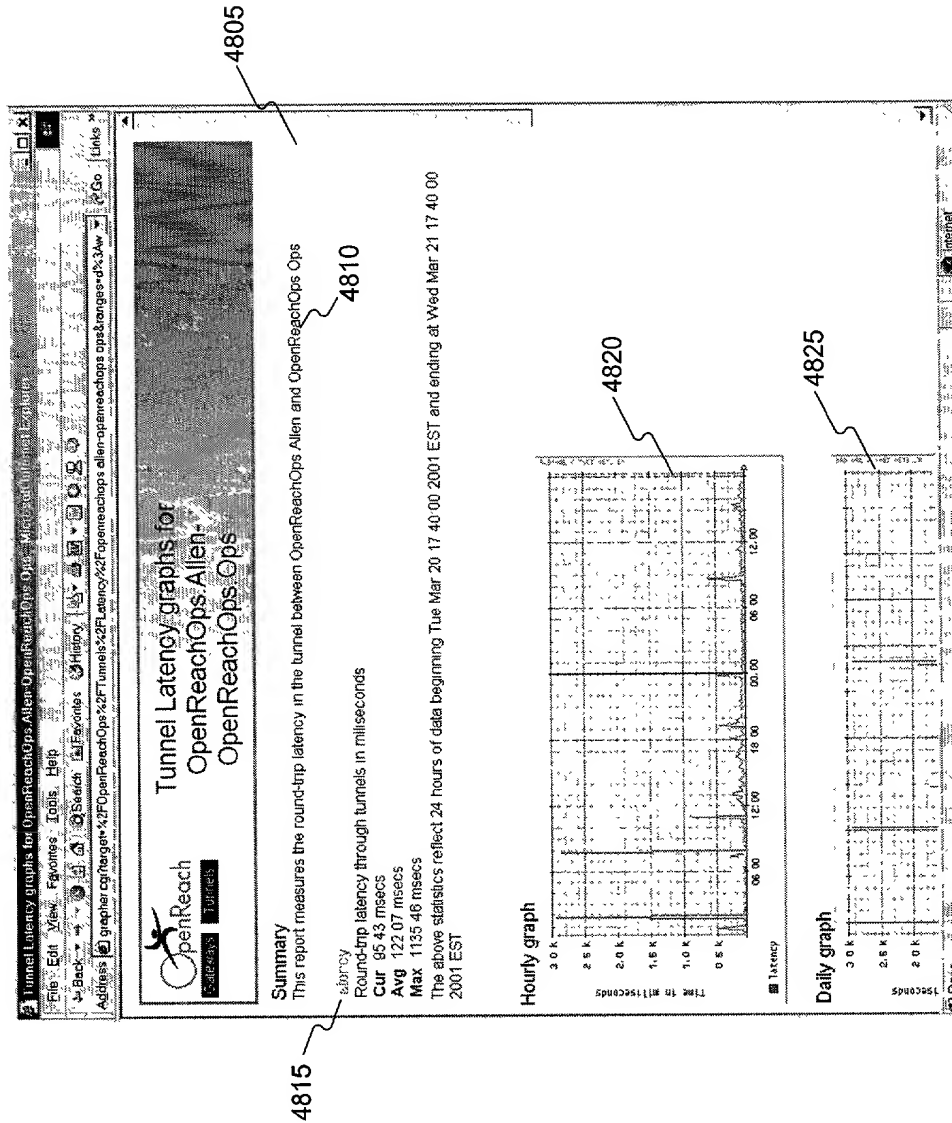 Tunnel Latency graphs for OpenReachOps Allen-OpenReachOps Ops - Microsoft Internet Explorer
File Edit View Favorites Tools Help
Back Search Favorites History
Address grapher cgi?target=%2FOpenReachOps%2FTunnels%2FLatency%2Fopenreachops allen-openreachops ops&ranges=d%3Aw Go Links »
OpenReach
Gateways Tunnels
Tunnel Latency graphs for
OpenReachOps Allen-
OpenReachOps Ops
4805
Summary
This report measures the round-trip latency in the tunnel between OpenReachOps Allen and OpenReachOps Ops
4810
4815
Round-trip latency through tunnels in miliseconds
Cur 95 43 msecs
Avg 122 07 msecs
Max 1135 46 msecs
The above statistics reflect 24 hours of data beginning Tue Mar 20 17 40:00 2001 EST and ending at Wed Mar 21 17 40 00
2001 EST
Hourly graph
4820
Time in miliseconds
3 0 k
2 5 k
2 0 k
1.5 k
1.0 k
0 5 k
06 00 12:00 18 00 00.00 06 00 12.00
latency
Daily graph
4825
3 0 k
2.5 k
2 0 k
Internet